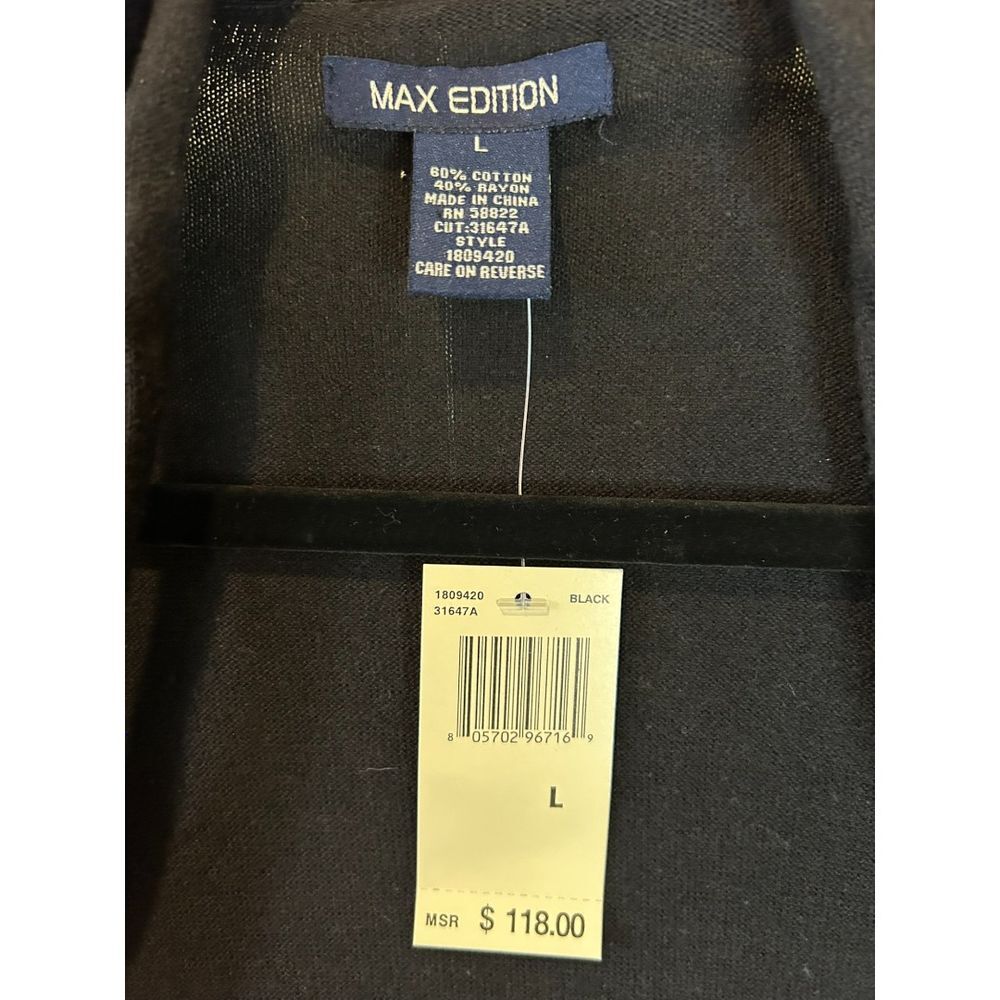 MAX EDITION
L
60% COTTON
40% RAYON
MADE IN CHINA
RN 58822
CUT:31647A
STYLE
1809420
CARE ON REVERSE
1809420 BLACK
31647A
8 05702 96716 9
L
MSR $ 118.00